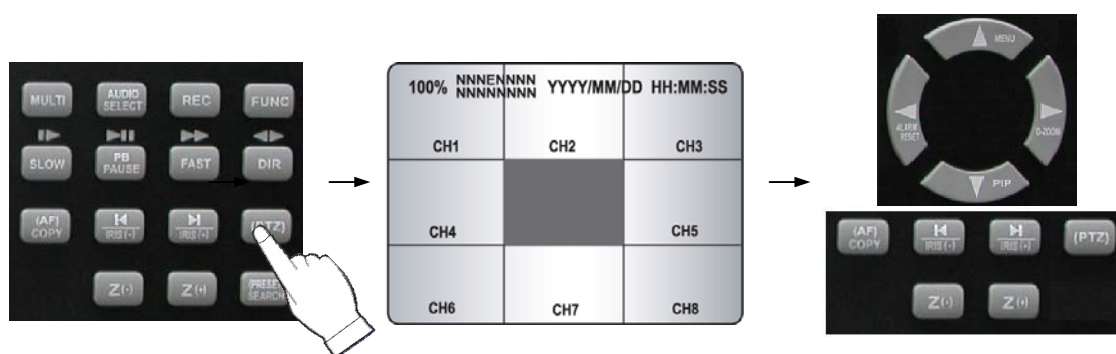 MULTI AUDIO SELECT REC FUNC
SLOW PB PAUSE FAST DIR
(AF) COPY IRIS (-) IRIS (+) (PTZ)
Z(-) Z(+) (PRESET) SEARCH
100% NNNENNNN NNNNNNNN YYYY/MM/DD HH:MM:SS
CH1 CH2 CH3
CH4 CH5
CH6 CH7 CH8
MENU
ALARM RESET D-ZOOM
PIP
(AF) COPY IRIS (-) IRIS (+) (PTZ)
Z(-) Z(+)